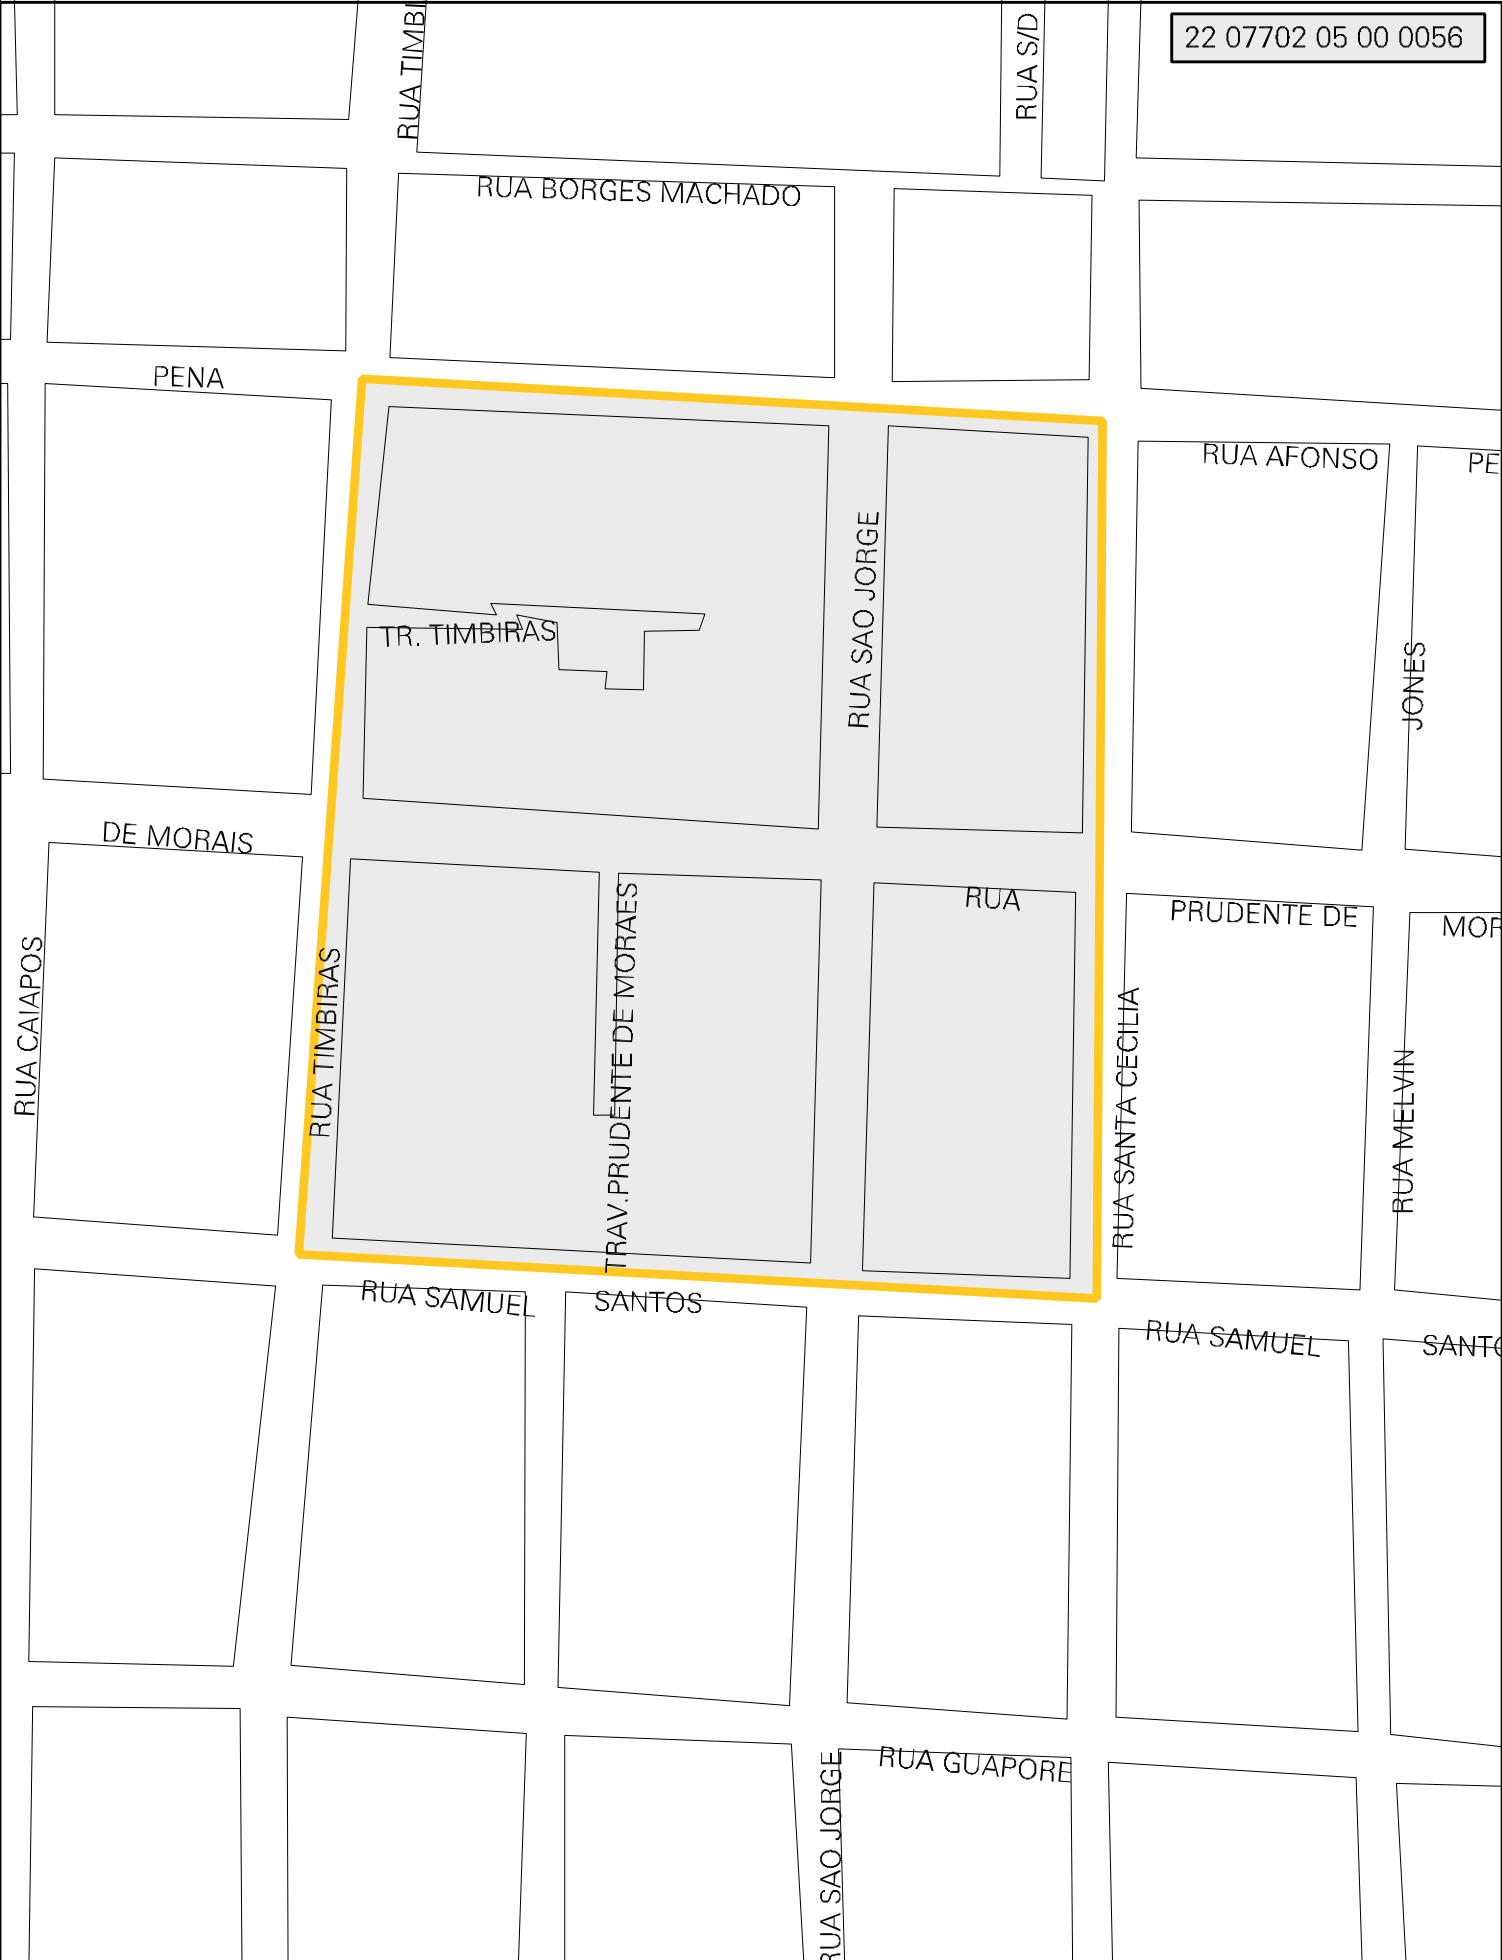 22 07702 05 00 0056
RUA TIMBI
RUA S/D
RUA BORGES MACHADO
PENA
RUA AFONSO
PE
RUA SAO JORGE
TR. TIMBIRAS
JONES
DE MORAIS
RUA
PRUDENTE DE
MOR
RUA CAIAPOS
RUA TIMBIRAS
TRAV.PRUDENTE DE MORAES
RUA SANTA CECILIA
RUA MELVIN
RUA SAMUEL
SANTOS
RUA SAMUEL
SANTO
RUA GUAPORE
RUA SAO JORGE